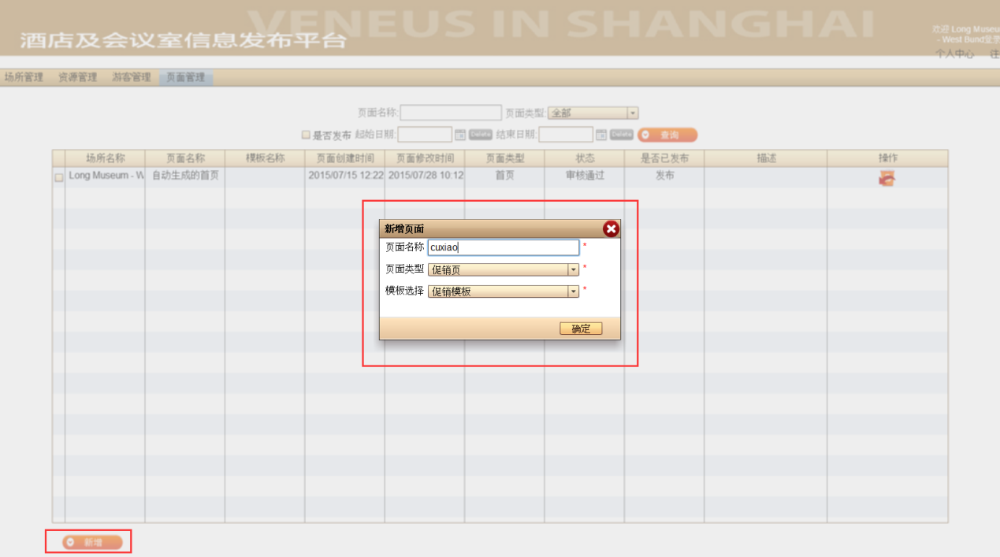 VENEUS IN SHANGHAI
酒店及会议室信息发布平台
欢迎 Long Museu
- West Bund登录
个人中心 注
场所管理 资源管理 游客管理 页面管理
页面名称: 页面类型: 全部
是否发布 起始日期: Delete 结束日期: Delete 查询
场所名称 页面名称 模板名称 页面创建时间 页面修改时间 页面类型 状态 是否已发布 描述 操作
Long Museum - W 自动生成的首页 2015/07/15 12:22 2015/07/28 10:12 首页 审核通过 发布
新增页面
页面名称 cuxiao *
页面类型 促销页 *
模板选择 促销模板 *
确定
新增